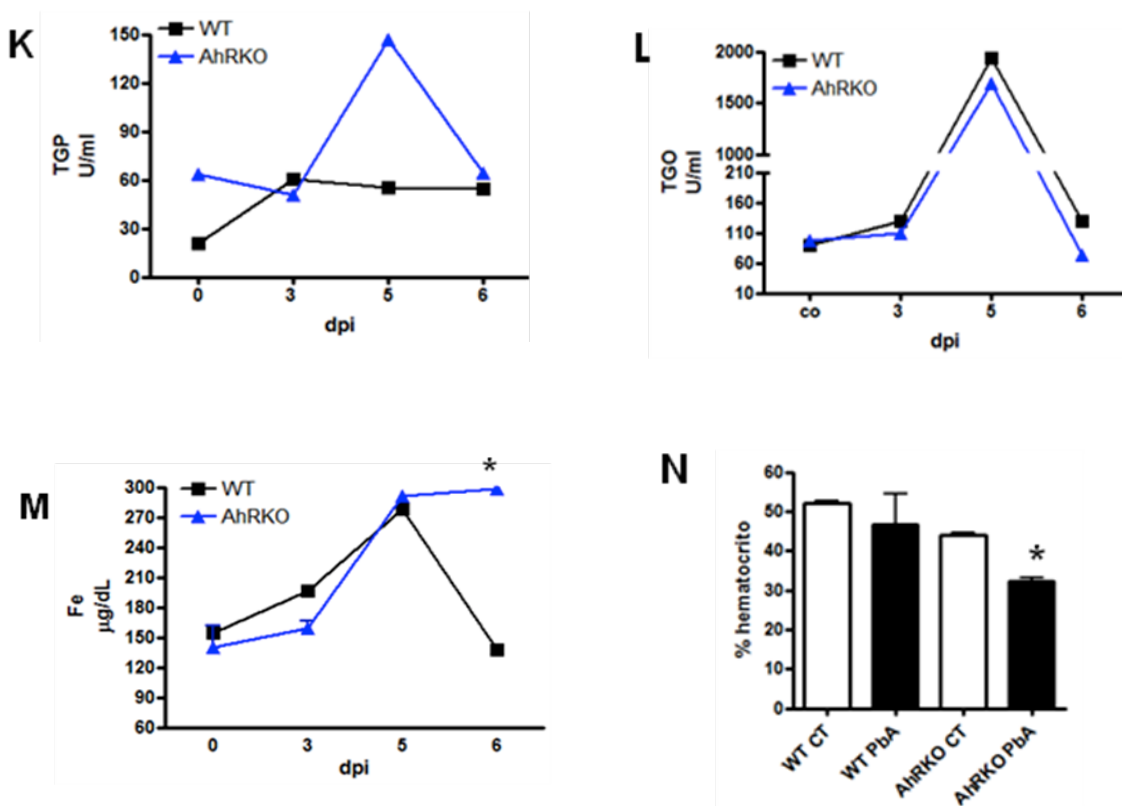 K
WT
AhRKO
150
120
90
60
30
0
TGP
U/ml
0 3 5 6
dpi
L
WT
AhRKO
2000
1500
1000
210
160
110
60
10
TGO
U/ml
co 3 5 6
dpi
M
*
WT
AhRKO
300
270
240
210
180
150
120
90
60
Fe
µg/dL
0 3 5 6
dpi
N
60
50
40
30
20
10
0
% hematocrito
*
WT CT
WT PbA
AhRKO CT
AhRKO PbA